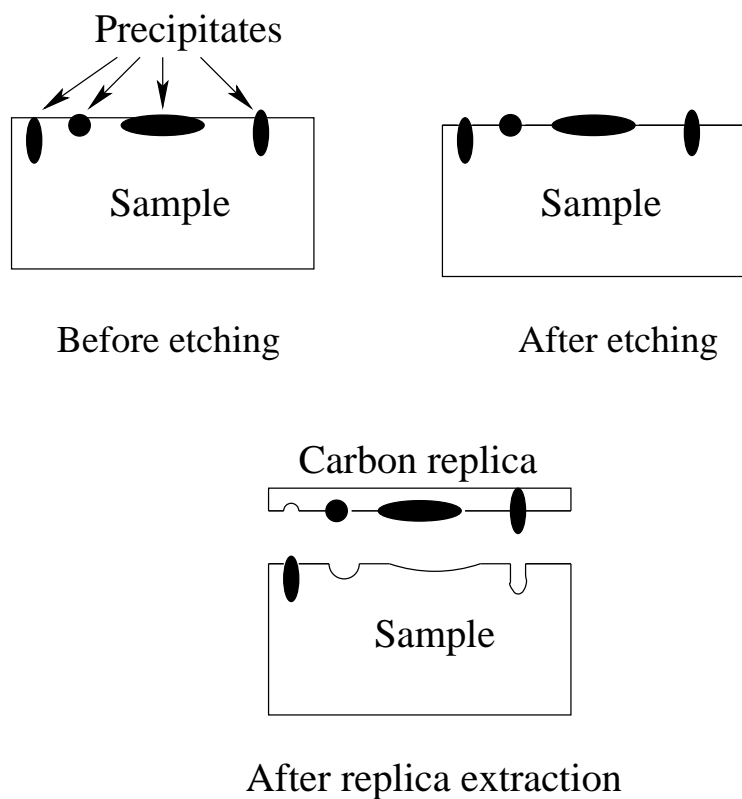 Precipitates
Sample
Sample
Before etching
After etching
Carbon replica
Sample
After replica extraction